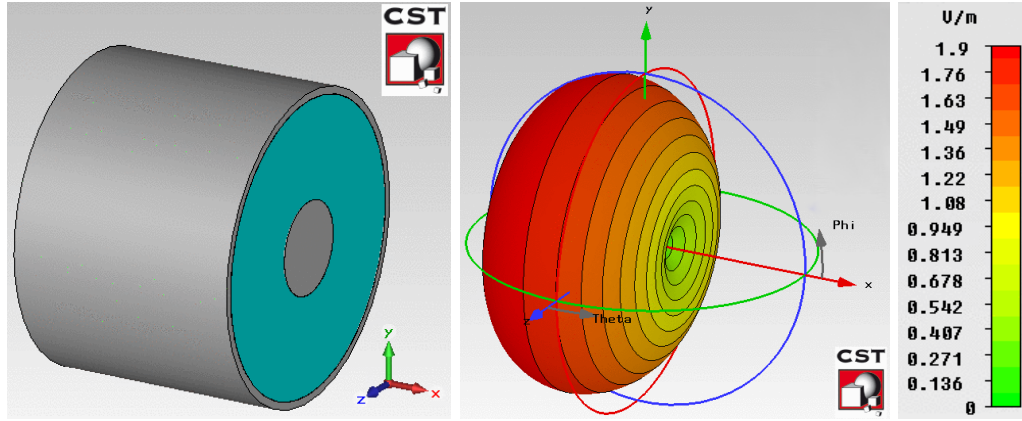 CST
y
x
z
y
Phi
x
z
Theta
CST
V/m
1.9
1.76
1.63
1.49
1.36
1.22
1.08
0.949
0.813
0.678
0.542
0.407
0.271
0.136
0